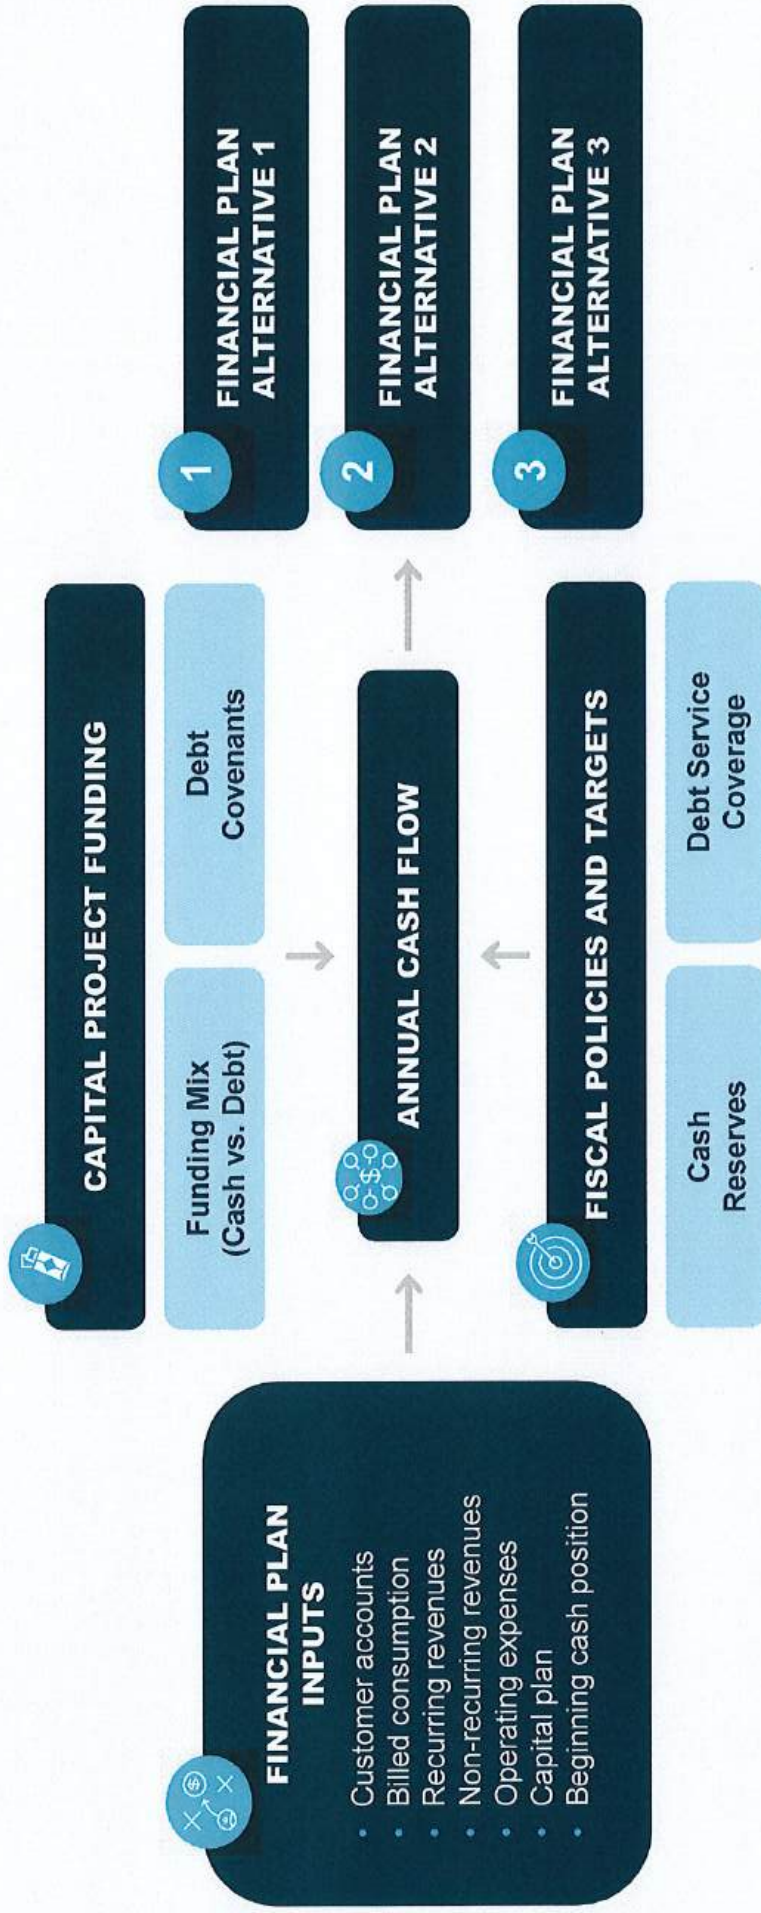 FINANCIAL PLAN
INPUTS
• Customer accounts
• Billed consumption
• Recurring revenues
• Non-recurring revenues
• Operating expenses
• Capital plan
• Beginning cash position
CAPITAL PROJECT FUNDING
Funding Mix
(Cash vs. Debt)
Debt
Covenants
ANNUAL CASH FLOW
FISCAL POLICIES AND TARGETS
Cash
Reserves
Debt Service
Coverage
1
FINANCIAL PLAN
ALTERNATIVE 1
2
FINANCIAL PLAN
ALTERNATIVE 2
3
FINANCIAL PLAN
ALTERNATIVE 3